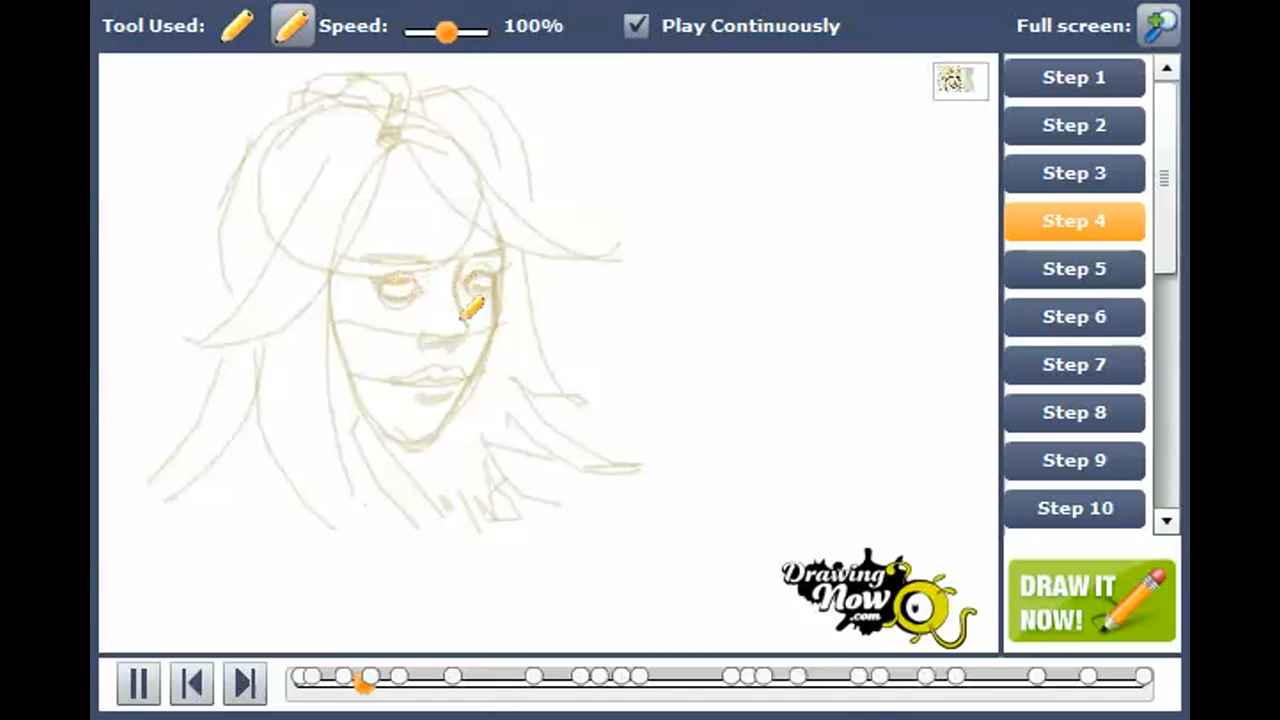 Tool Used:
Speed:
100%
Play Continuously
Full screen:
Step 1
Step 2
Step 3
Step 4
Step 5
Step 6
Step 7
Step 8
Step 9
Step 10
Drawing
Now
.com
DRAW IT
NOW!